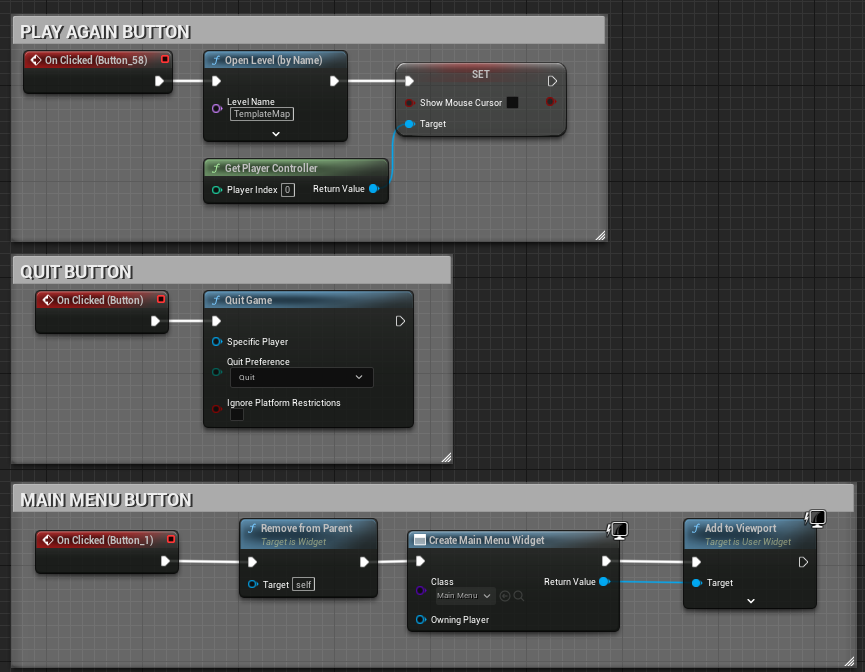 PLAY AGAIN BUTTON
On Clicked (Button_58)
f Open Level (by Name)
Level Name
TemplateMap
SET
Show Mouse Cursor
Target
f Get Player Controller
Player Index 0 Return Value
QUIT BUTTON
On Clicked (Button)
f Quit Game
Specific Player
Quit Preference
Quit
Ignore Platform Restrictions
MAIN MENU BUTTON
On Clicked (Button_1)
f Remove from Parent
Target is Widget
Target self
Create Main Menu Widget
Class
Main Menu
Return Value
Owning Player
f Add to Viewport
Target is User Widget
Target